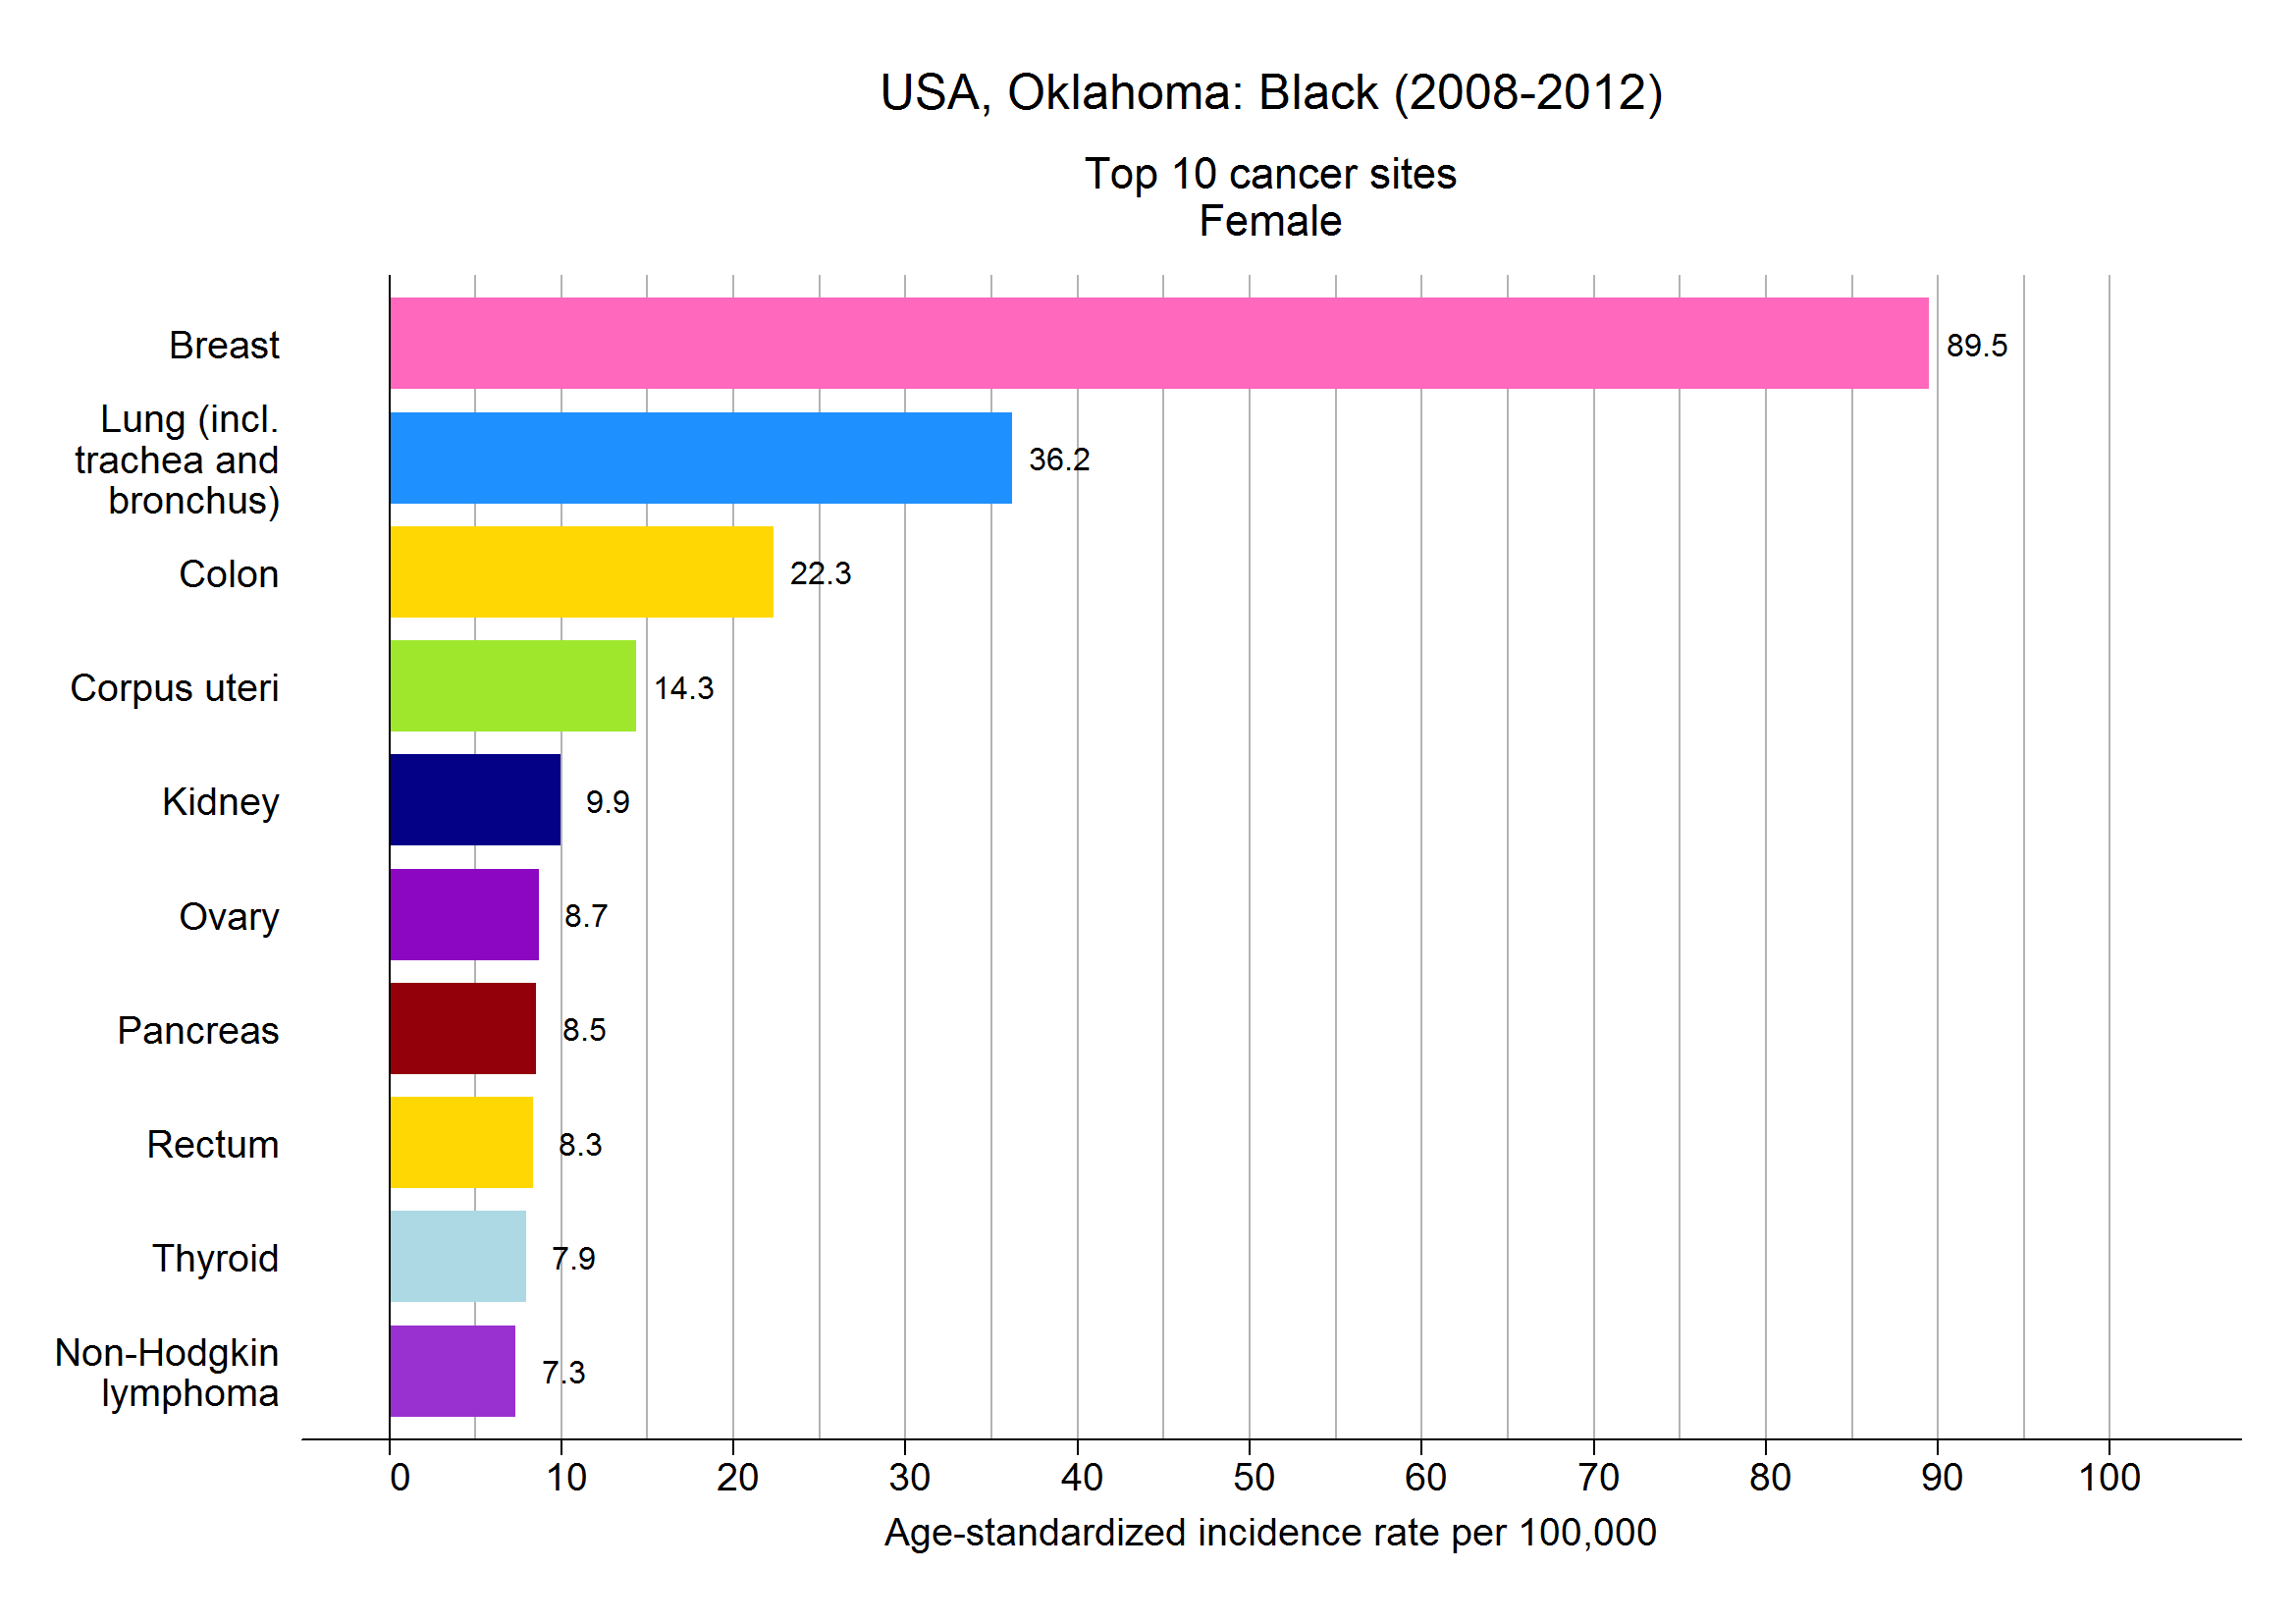 USA, Oklahoma: Black (2008-2012)
Top 10 cancer sites
Female
Breast
89.5
Lung (incl.
trachea and
bronchus)
36.2
Colon
22.3
Corpus uteri
14.3
Kidney
9.9
Ovary
8.7
Pancreas
8.5
Rectum
8.3
Thyroid
7.9
Non-Hodgkin
lymphoma
7.3
0 10 20 30 40 50 60 70 80 90 100
Age-standardized incidence rate per 100,000